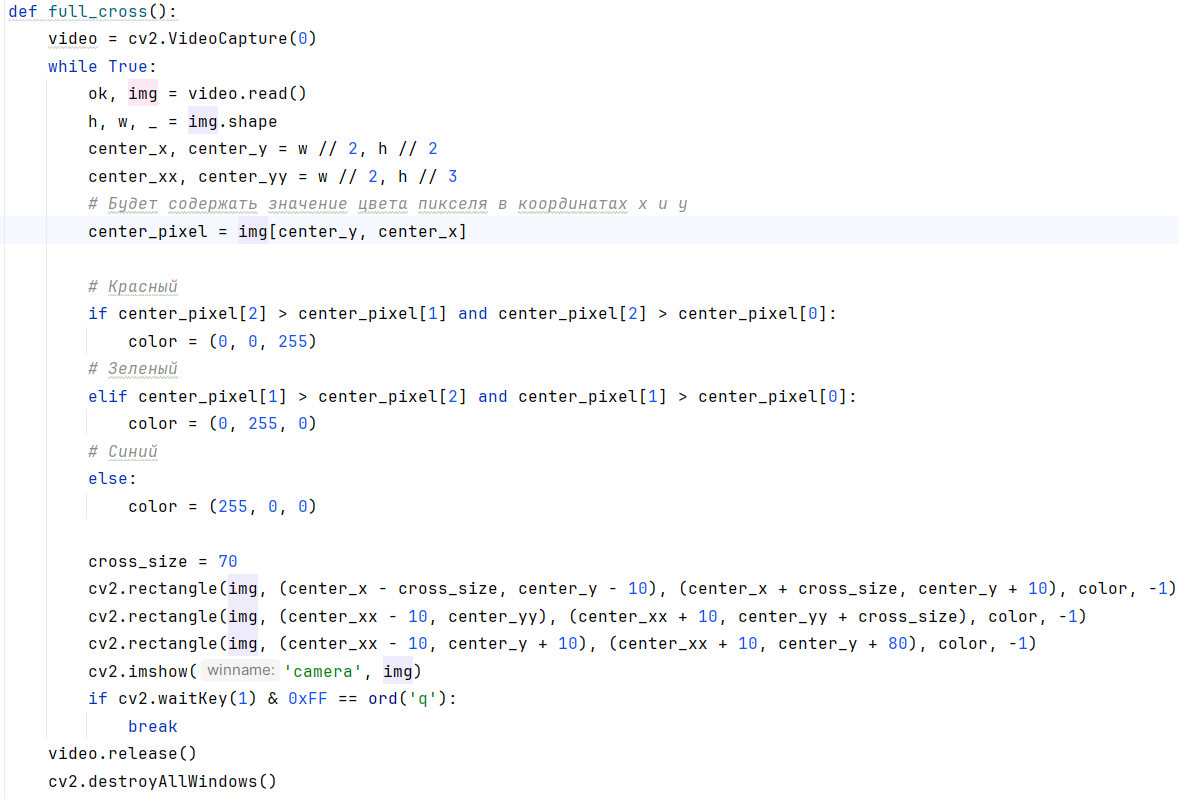 def full_cross():
    video = cv2.VideoCapture(0)
    while True:
        ok, img = video.read()
        h, w, _ = img.shape
        center_x, center_y = w // 2, h // 2
        center_xx, center_yy = w // 2, h // 3
        # Будет содержать значение цвета пикселя в координатах x и y
        center_pixel = img[center_y, center_x]

        # Красный
        if center_pixel[2] > center_pixel[1] and center_pixel[2] > center_pixel[0]:
            color = (0, 0, 255)
        # Зеленый
        elif center_pixel[1] > center_pixel[2] and center_pixel[1] > center_pixel[0]:
            color = (0, 255, 0)
        # Синий
        else:
            color = (255, 0, 0)

        cross_size = 70
        cv2.rectangle(img, (center_x - cross_size, center_y - 10), (center_x + cross_size, center_y + 10), color, -1)
        cv2.rectangle(img, (center_xx - 10, center_yy), (center_xx + 10, center_yy + cross_size), color, -1)
        cv2.rectangle(img, (center_xx - 10, center_y + 10), (center_xx + 10, center_y + 80), color, -1)
        cv2.imshow( winname: 'camera', img)
        if cv2.waitKey(1) & 0xFF == ord('q'):
            break
    video.release()
    cv2.destroyAllWindows()